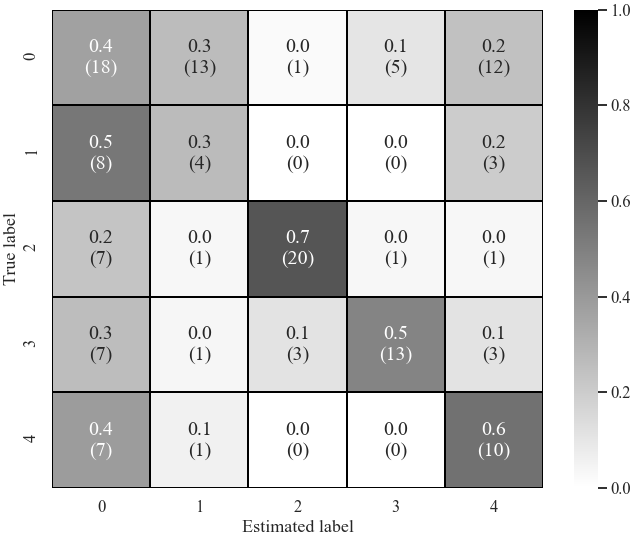 0.4 0.3 0.0 0.1 0.2
(18) (13) (1) (5) (12)
0.5 0.3 0.0 0.0 0.2
(8) (4) (0) (0) (3)
0.2 0.0 0.7 0.0 0.0
(7) (1) (20) (1) (1)
0.3 0.0 0.1 0.5 0.1
(7) (1) (3) (13) (3)
0.4 0.1 0.0 0.0 0.6
(7) (1) (0) (0) (10)
0 1 2 3 4
Estimated label
True label
0
1
2
3
4
1.0
0.8
0.6
0.4
0.2
0.0